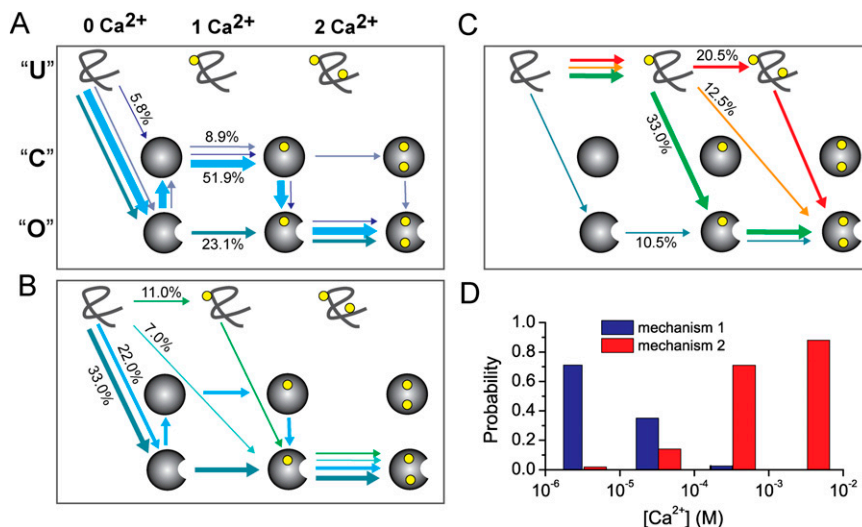 A
0 Ca2+ 1 Ca2+ 2 Ca2+
"U"
"C"
"O"
5.8%
8.9%
51.9%
23.1%
B
11.0%
7.0%
22.0%
33.0%
C
20.5%
12.5%
33.0%
10.5%
D
mechanism 1
mechanism 2
Probability
1.0
0.8
0.6
0.4
0.2
0.0
10-6 10-5 10-4 10-3 10-2
[Ca2+] (M)